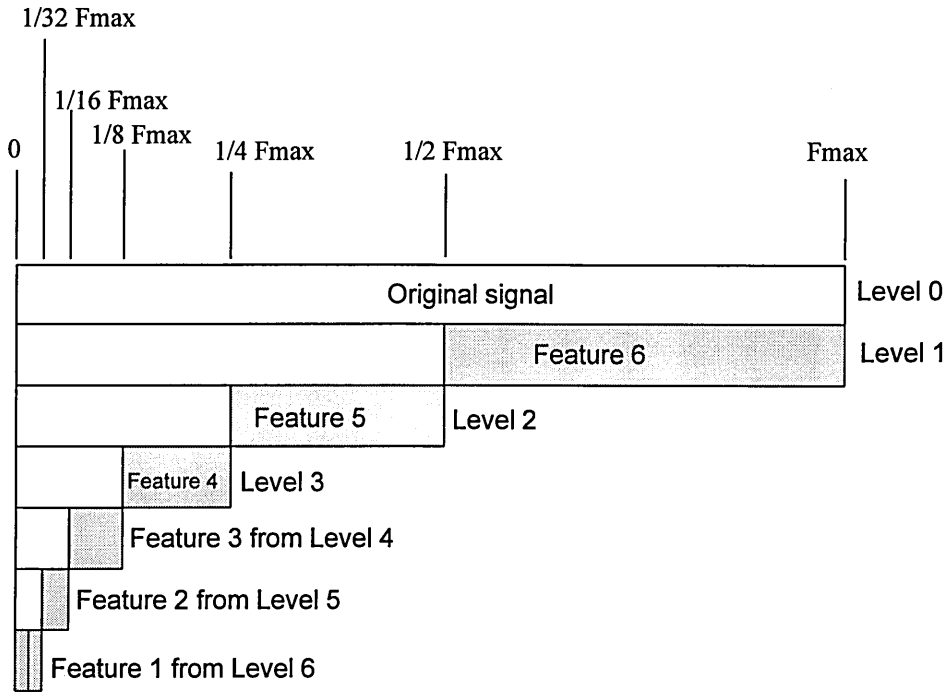 1/32 Fmax
1/16 Fmax
1/8 Fmax
0
1/4 Fmax
1/2 Fmax
Fmax
Original signal
Level 0
Feature 6
Level 1
Feature 5
Level 2
Feature 4
Level 3
Feature 3 from Level 4
Feature 2 from Level 5
Feature 1 from Level 6